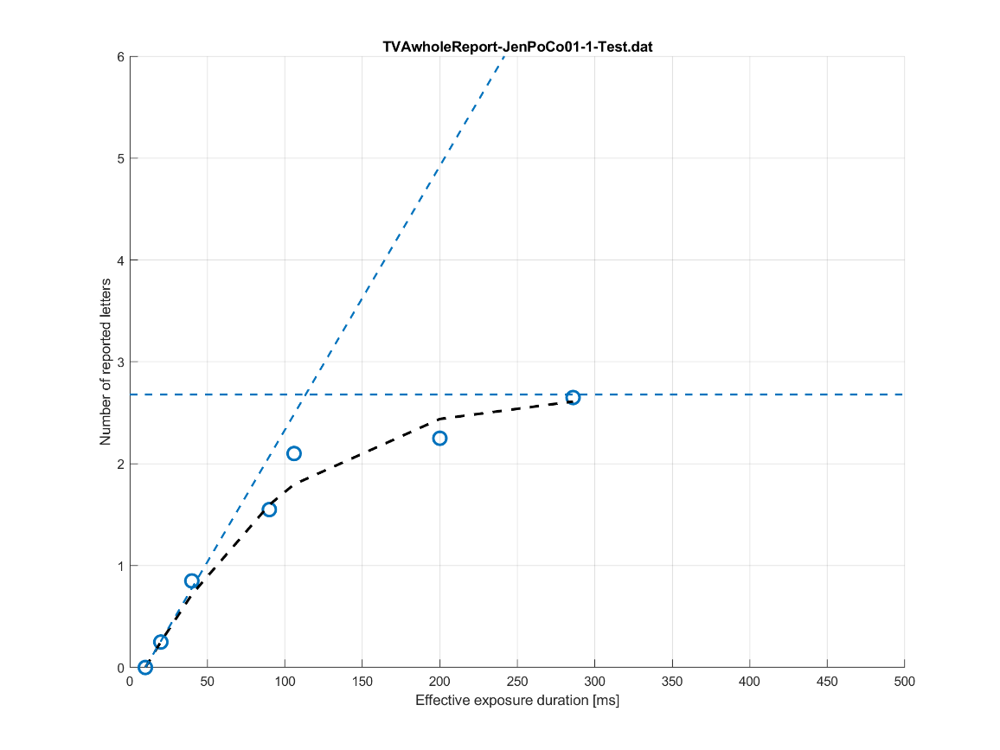 TVAwholeReport-JenPoCo01-1-Test.dat
6
5
4
3
2
1
0
Number of reported letters
0 50 100 150 200 250 300 350 400 450 500
Effective exposure duration [ms]